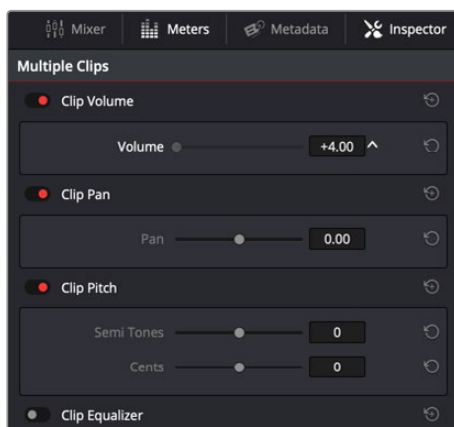 Mixer Meters Metadata Inspector
Multiple Clips
Clip Volume
Volume +4.00
Clip Pan
Pan 0.00
Clip Pitch
Semi Tones 0
Cents 0
Clip Equalizer